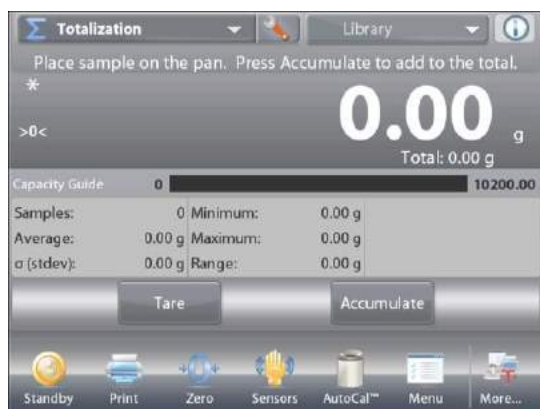 Σ Totalization Library
Place sample on the pan. Press Accumulate to add to the total.
*
0.00 g
>0<
Total: 0.00 g
Capacity Guide 0 10200.00
Samples: 0 Minimum: 0.00 g
Average: 0.00 g Maximum: 0.00 g
σ (stdev): 0.00 g Range: 0.00 g
Tare Accumulate
Standby Print Zero Sensors AutoCal™ Menu More...